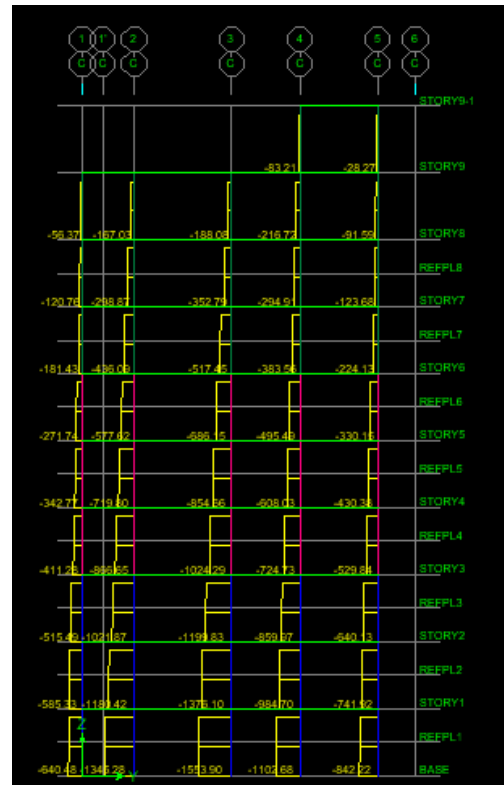 1 1' 2 3 4 5 6
C C C C C C C
STORY9-1
-83.21 -28.27 STORY9
-56.37 -167.03 -188.08 -216.72 -91.59 STORY8
REFPL8
-120.76 -298.87 -352.79 -294.91 -123.68 STORY7
REFPL7
-181.43 -436.09 -517.45 -383.56 -224.13 STORY6
REFPL6
-271.74 -577.62 -686.15 -495.49 -330.15 STORY5
REFPL5
-342.77 -719.80 -854.66 -608.03 -430.38 STORY4
REFPL4
-411.28 -866.65 -1024.29 -724.73 -529.84 STORY3
REFPL3
-515.49 -1021.87 -1199.83 -859.97 -640.13 STORY2
REFPL2
-585.33 -1180.42 -1376.10 -984.70 -741.92 STORY1
Z REFPL1
-640.48 -1346.28 Y -1553.90 -1102.68 -842.22 BASE